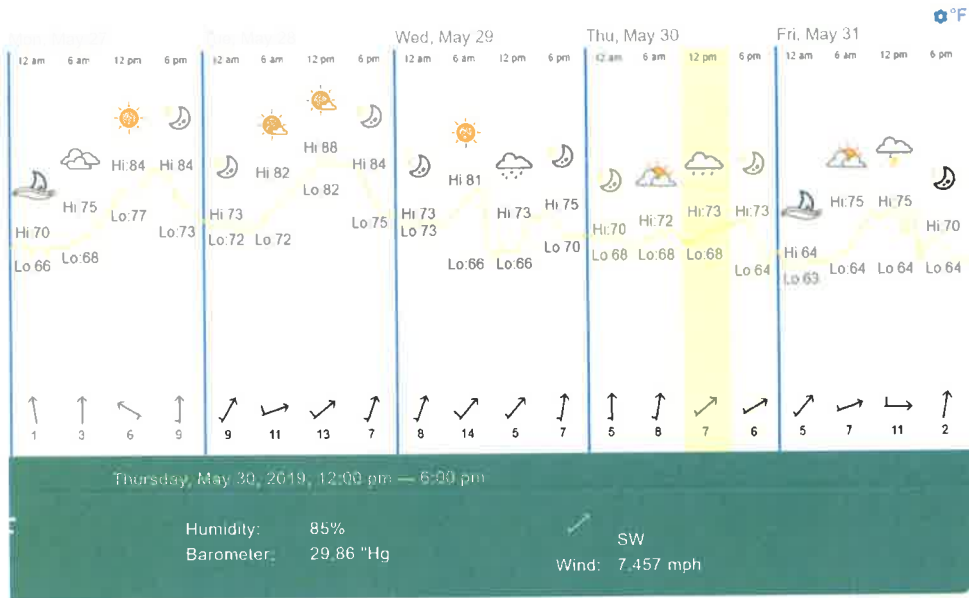 °F
Wed, May 29 Thu, May 30 Fri, May 31
12 am 6 am 12 pm 6 pm 12 am 6 am 12 pm 6 pm 12 am 6 am 12 pm 6 pm 12 am 6 am 12 pm 6 pm 12 am 6 am 12 pm 6 pm
Hi:70 Lo 66
Hi 75 Lo:68
Hi:84 Lo:77
Hi 84 Lo:73
Hi 73 Lo:72
Hi 82 Lo 72
Hi 88 Lo 82
Hi 84 Lo 75
Hi 73 Lo 73
Hi 81 Lo:66
Hi 73 Lo:66
Hi 75 Lo 70
Hi:70 Lo 68
Hi:72 Lo:68
Hi:73 Lo:68
Hi:73 Lo 64
Hi 64 Lo 63
Hi:75 Lo:64
Hi:75 Lo 64
Hi:70 Lo 64
1 3 6 9 9 11 13 7 8 14 5 7 5 8 7 6 5 7 11 2
Thursday, May 30, 2019, 12:00 pm — 6:00 pm
Humidity: 85%
Barometer: 29.86 "Hg
SW
Wind: 7.457 mph